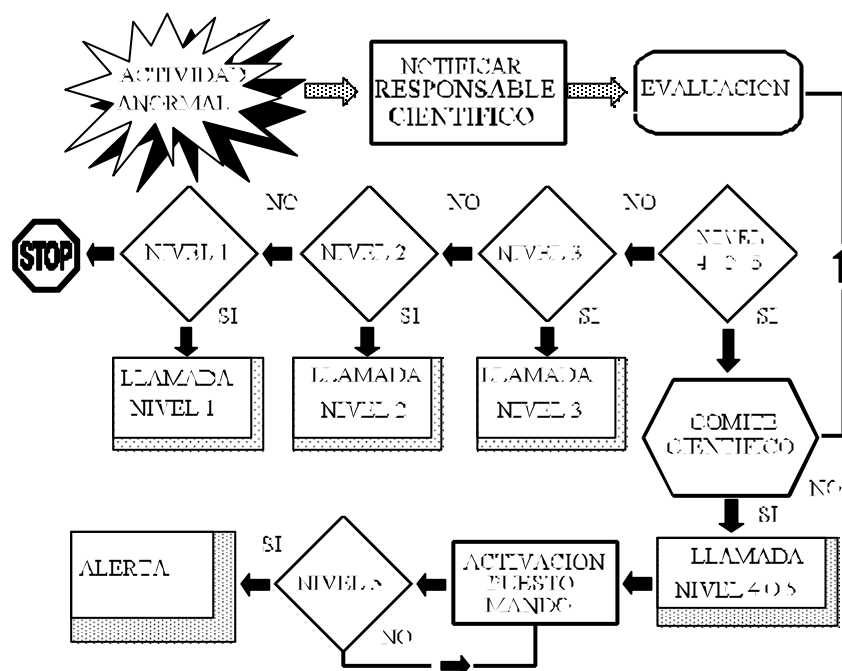 ACTIVIDAD
ANORMAL
NOTIFICAR
RESPONSABLE
CIENTIFICO
EVALUACION
NO
NO
NO
STOP
NIVEL 1
NIVEL 2
NIVEL 3
NIVEL
4 O 5
SI
SI
SI
SI
LLAMADA
NIVEL 1
LLAMADA
NIVEL 2
LLAMADA
NIVEL 3
COMITE
CIENTIFICO
NO
SI
ALERTA
SI
NIVEL 5
NO
ACTIVACION
PUESTO
MANDO
LLAMADA
NIVEL 4 O 5